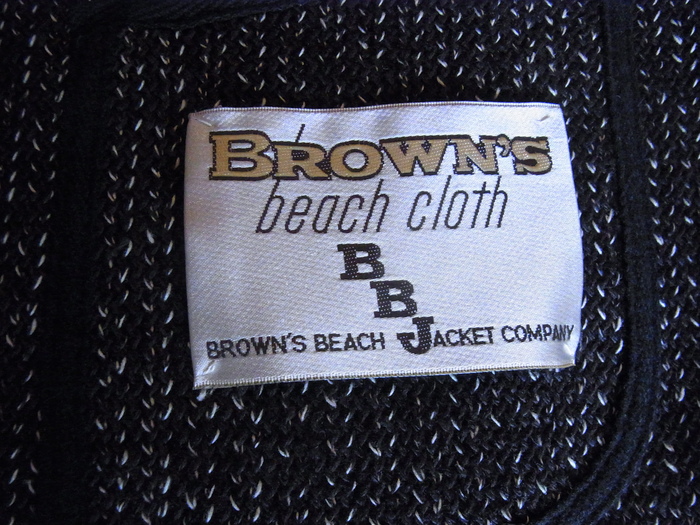 BROWN'S
beach cloth
B
B
BROWN'S BEACH JACKET COMPANY